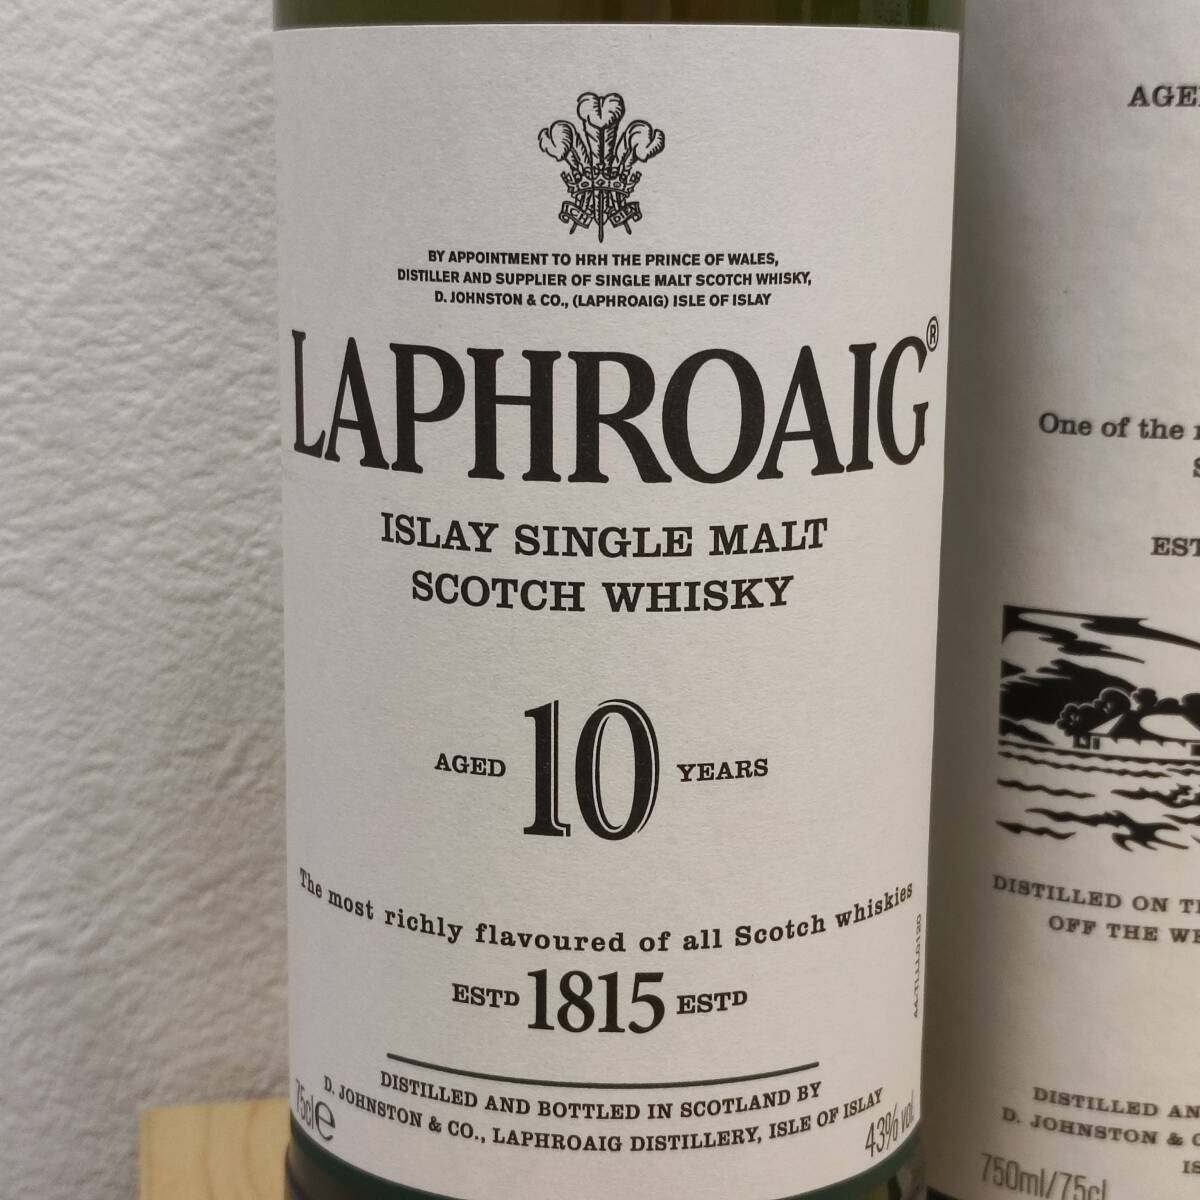 ICH DIEN
BY APPOINTMENT TO HRH THE PRINCE OF WALES,
DISTILLER AND SUPPLIER OF SINGLE MALT SCOTCH WHISKY,
D. JOHNSTON & CO., (LAPHROAIG) ISLE OF ISLAY
LAPHROAIG®
ISLAY SINGLE MALT
SCOTCH WHISKY
AGED 10 YEARS
The most richly flavoured of all Scotch whiskies
ESTD 1815 ESTD
DISTILLED AND BOTTLED IN SCOTLAND BY
D. JOHNSTON & CO., LAPHROAIG DISTILLERY, ISLE OF ISLAY
75cl e
43% vol
One of the
DISTILLED ON
OFF THE
DISTILLED
D. JOHNSTON &
750ml/75cl